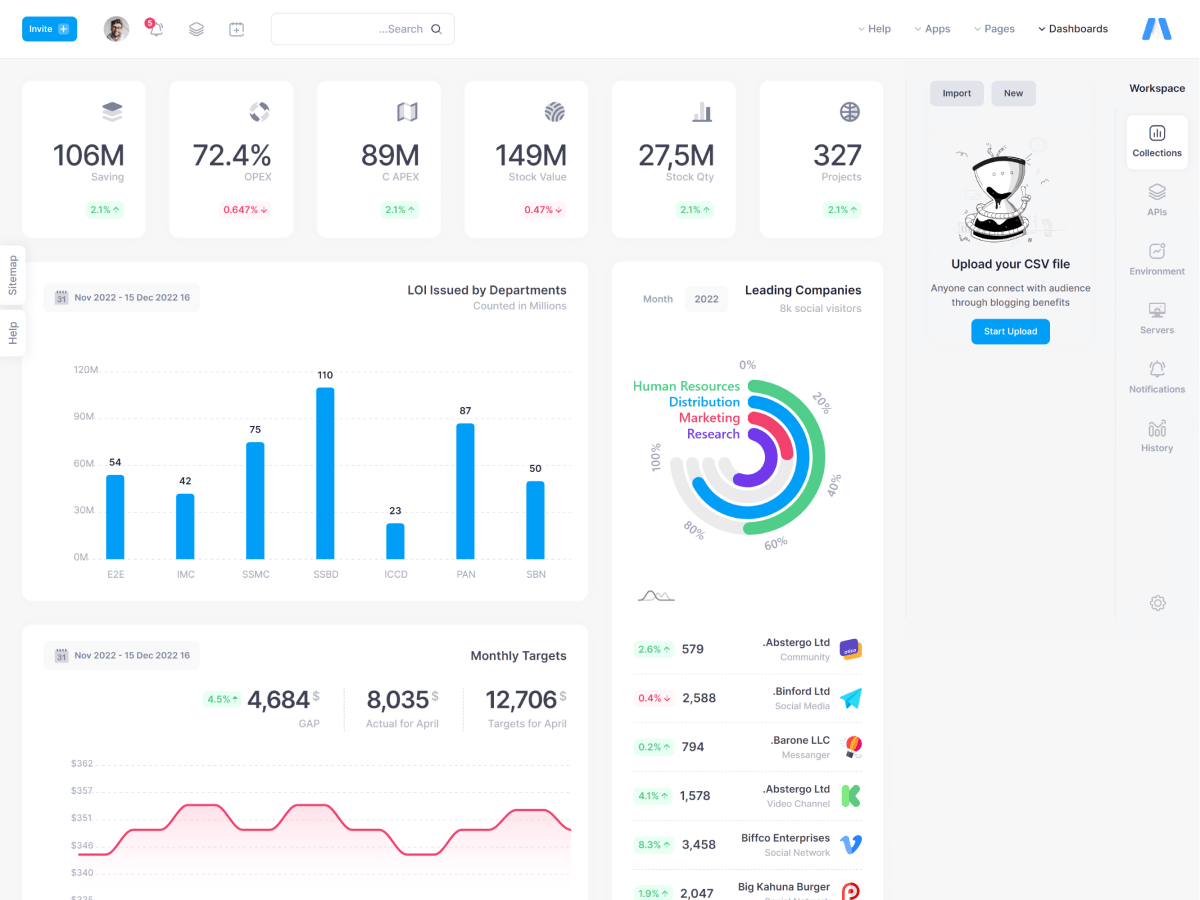 Invite
5
...Search
Help
Apps
Pages
Dashboards
106M
Saving
2.1%
72.4%
OPEX
0.647%
89M
C APEX
2.1%
149M
Stock Value
0.47%
27,5M
Stock Qty
2.1%
327
Projects
2.1%
Import
New
Upload your CSV file
Anyone can connect with audience
through blogging benefits
Start Upload
Workspace
Collections
APIs
Environment
Servers
Notifications
History
Sitemap
Help
31
Nov 2022 - 15 Dec 2022 16
LOI Issued by Departments
Counted in Millions
120M
90M
60M
30M
0M
54
42
75
110
23
87
50
E2E
IMC
SSMC
SSBD
ICCD
PAN
SBN
Month
2022
Leading Companies
8k social visitors
0%
20%
40%
60%
80%
100%
Human Resources
Distribution
Marketing
Research
2.6%
579
.Abstergo Ltd
Community
0.4%
2,588
.Binford Ltd
Social Media
0.2%
794
.Barone LLC
Messanger
4.1%
1,578
.Abstergo Ltd
Video Channel
8.3%
3,458
Biffco Enterprises
Social Network
1.9%
2,047
Big Kahuna Burger
Social Network
31
Nov 2022 - 15 Dec 2022 16
Monthly Targets
4.5%
4,684 $
GAP
8,035 $
Actual for April
12,706 $
Targets for April
$362
$357
$351
$346
$340
$335